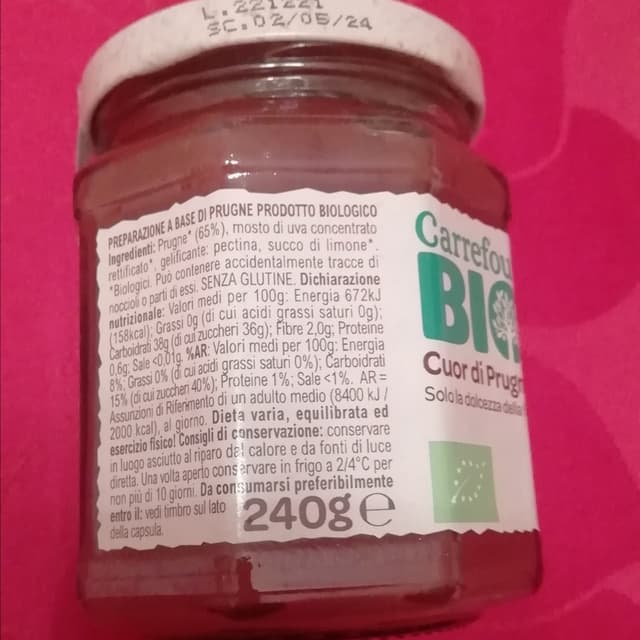 L.221221
SC.02/05/24
PREPARAZIONE A BASE DI PRUGNE PRODOTTO BIOLOGICO
Ingredienti: Prugne* (65%), mosto di uva concentrato
rettificato*, gelificante: pectina, succo di limone*.
*Biologici. Può contenere accidentalmente tracce di
noccioli o parti di essi. SENZA GLUTINE. Dichiarazione
nutrizionale: Valori medi per 100g: Energia 672kJ
(158kcal); Grassi 0g (di cui acidi grassi saturi 0g);
Carboidrati 38g (di cui zuccheri 36g); Fibre 2,0g; Proteine
0,6g; Sale <0,01g. %AR: Valori medi per 100g: Energia
8%; Grassi 0% (di cui acidi grassi saturi 0%); Carboidrati
15% (di cui zuccheri 40%); Proteine 1%; Sale <1%. AR=
Assunzioni di Riferimento di un adulto medio (8400 kJ /
2000 kcal), al giorno. Dieta varia, equilibrata ed
esercizio fisico! Consigli di conservazione: conservare
in luogo asciutto al riparo dal calore e da fonti di luce
diretta. Una volta aperto conservare in frigo a 2/4°C per
non più di 10 giorni. Da consumarsi preferibilmente
entro il: vedi timbro sul lato
della capsula.
240g e
Carrefou
BIO
Cuor di Prugn
Solo la dolcezza della